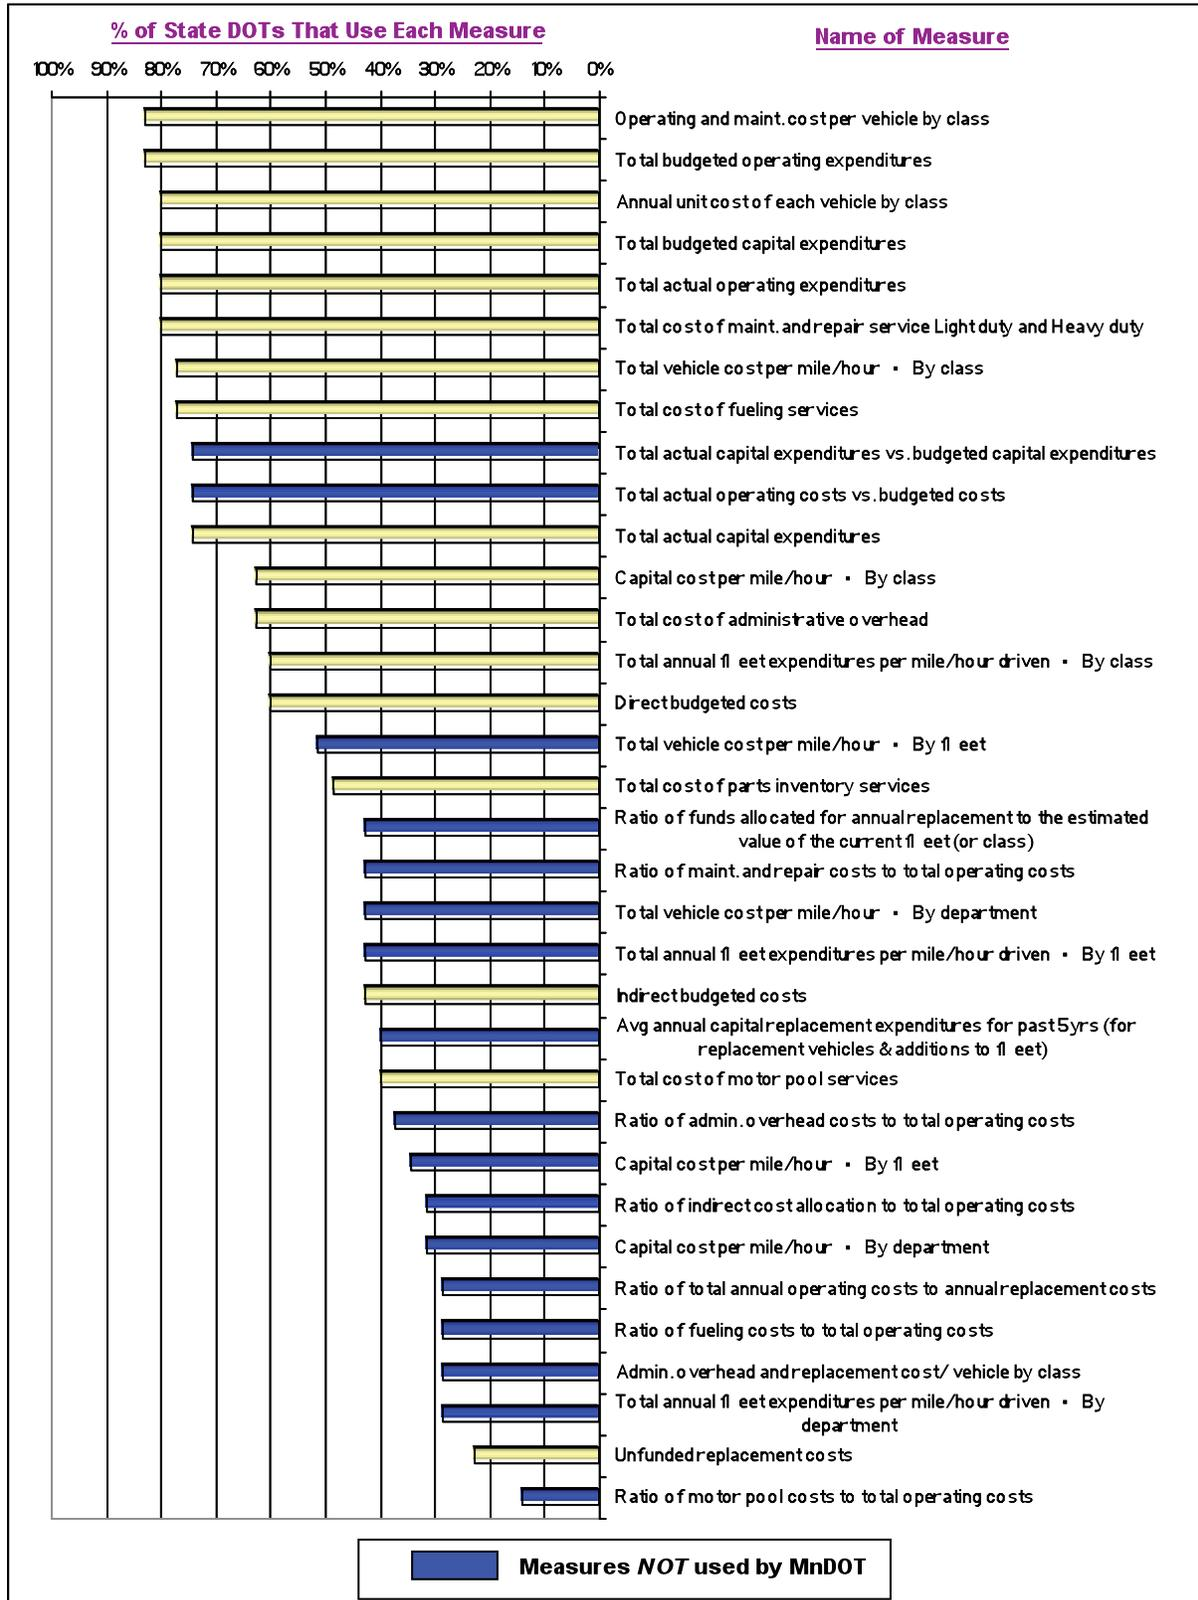 % of State DOTs That Use Each Measure
Name of Measure
100% 90% 80% 70% 60% 50% 40% 30% 20% 10% 0%
Operating and maint. cost per vehicle by class
Total budgeted operating expenditures
Annual unit cost of each vehicle by class
Total budgeted capital expenditures
Total actual operating expenditures
Total cost of maint. and repair service Light duty and Heavy duty
Total vehicle cost per mile/hour · By class
Total cost of fueling services
Total actual capital expenditures vs. budgeted capital expenditures
Total actual operating costs vs. budgeted costs
Total actual capital expenditures
Capital cost per mile/hour · By class
Total cost of administrative overhead
Total annual fleet expenditures per mile/hour driven · By class
Direct budgeted costs
Total vehicle cost per mile/hour · By fleet
Total cost of parts inventory services
Ratio of funds allocated for annual replacement to the estimated
value of the current fleet (or class)
Ratio of maint. and repair costs to total operating costs
Total vehicle cost per mile/hour · By department
Total annual fleet expenditures per mile/hour driven · By fleet
Indirect budgeted costs
Avg annual capital replacement expenditures for past 5yrs (for
replacement vehicles & additions to fleet)
Total cost of motor pool services
Ratio of admin. overhead costs to total operating costs
Capital cost per mile/hour · By fleet
Ratio of indirect cost allocation to total operating costs
Capital cost per mile/hour · By department
Ratio of total annual operating costs to annual replacement costs
Ratio of fueling costs to total operating costs
Admin. overhead and replacement cost/ vehicle by class
Total annual fleet expenditures per mile/hour driven · By
department
Unfunded replacement costs
Ratio of motor pool costs to total operating costs
Measures NOT used by MnDOT